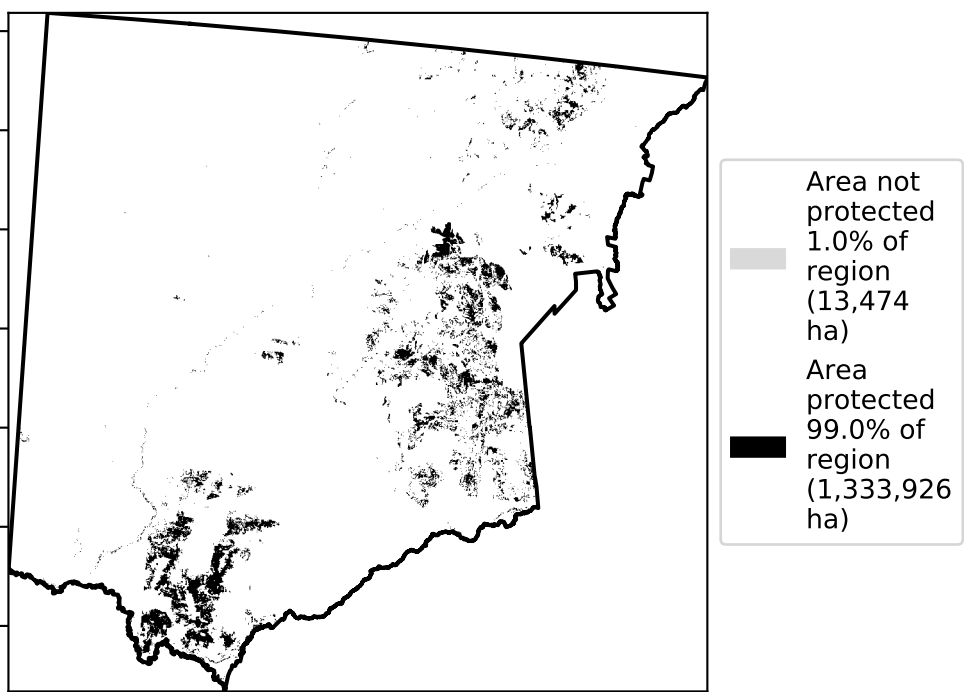 Area not
protected
1.0% of
region
(13,474
ha)
Area
protected
99.0% of
region
(1,333,926
ha)